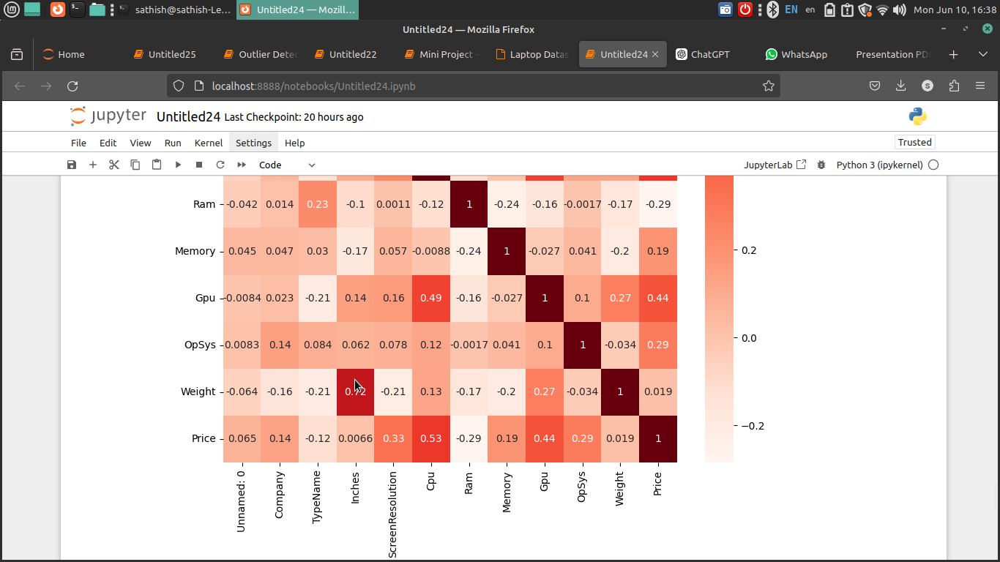 sathish@sathish-Le... Untitled24 — Mozill... EN en Mon Jun 10, 16:38
Untitled24 — Mozilla Firefox
Home Untitled25 Outlier Detec Untitled22 Mini Project - Laptop Datas Untitled24 ChatGPT WhatsApp Presentation PD
localhost:8888/notebooks/Untitled24.ipynb S
jupyter Untitled24 Last Checkpoint: 20 hours ago
File Edit View Run Kernel Settings Help Trusted
Code JupyterLab Python 3 (ipykernel)
Ram -0.042 0.014 0.23 -0.1 0.0011 -0.12 1 -0.24 -0.16 -0.0017 -0.17 -0.29
Memory 0.045 0.047 0.03 -0.17 0.057 -0.0088 -0.24 1 -0.027 0.041 -0.2 0.19
0.2
Gpu -0.0084 0.023 -0.21 0.14 0.16 0.49 -0.16 -0.027 1 0.1 0.27 0.44
OpSys 0.0083 0.14 0.084 0.062 0.078 0.12 -0.0017 0.041 0.1 1 -0.034 0.29
0.0
Weight -0.064 -0.16 -0.21 0.72 -0.21 0.13 -0.17 -0.2 0.27 -0.034 1 0.019
−0.2
Price 0.065 0.14 -0.12 0.0066 0.33 0.53 -0.29 0.19 0.44 0.29 0.019 1
Unnamed: 0
Company
TypeName
Inches
ScreenResolution
Cpu
Ram
Memory
Gpu
OpSys
Weight
Price